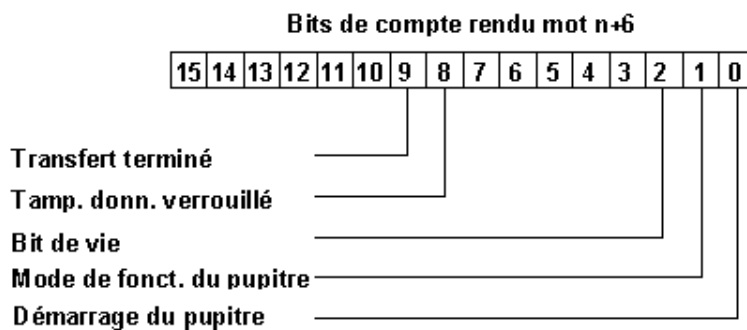 Bits de compte rendu mot n+6
15 14 13 12 11 10 9 8 7 6 5 4 3 2 1 0
Transfert terminé
Tamp. donn. verrouillé
Bit de vie
Mode de fonct. du pupitre
Démarrage du pupitre